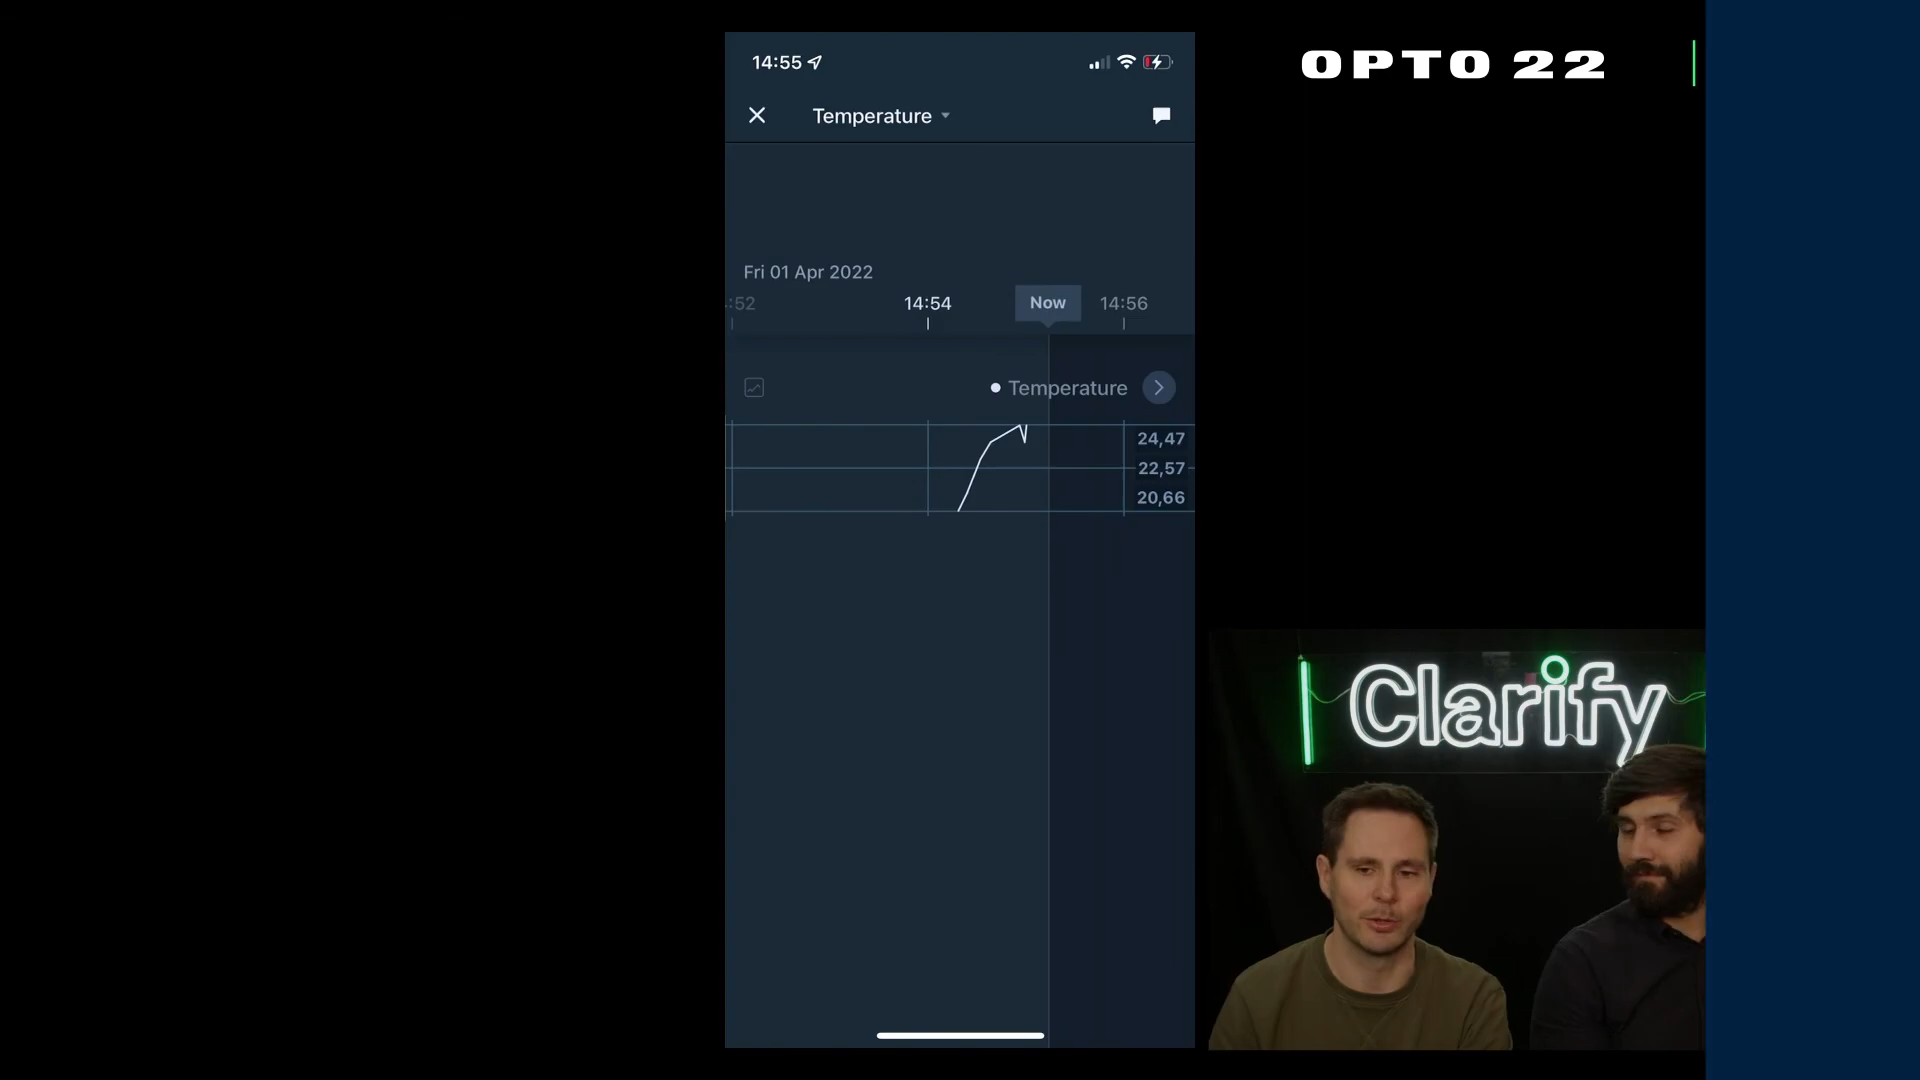 14:55
OPTO 22
Temperature
Fri 01 Apr 2022
:52
14:54
Now
14:56
Temperature
24,47
22,57
20,66
Clarify